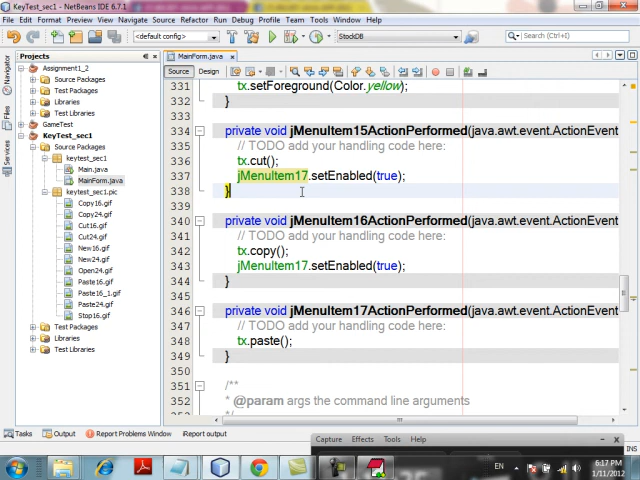 KeyTest_sec1 - NetBeans IDE 6.7.1
File Edit View Navigate Source Refactor Run Debug Profile Team Tools Window Help
<default config>
StockDB
Search (Ctrl+I)
Projects
MainForm.java
Source Design
Navigator
Files
Services
Assignment1_2
Source Packages
Test Packages
Libraries
GameTest
KeyTest_sec1
Source Packages
keytest_sec1
Main.java
MainForm.java
keytest_sec1.pic
Copy16.gif
Copy24.gif
Cut16.gif
Cut24.gif
New16.gif
New24.gif
Open24.gif
Paste16.gif
Paste16_1.gif
Paste24.gif
Stop16.gif
Test Packages
Libraries
Test Libraries
331 tx.setForeground(Color.yellow);
332 }
333
334 private void jMenuItem15ActionPerformed(java.awt.event.ActionEvent
335 // TODO add your handling code here:
336 tx.cut();
337 jMenuItem17.setEnabled(true);
338 }
339
340 private void jMenuItem16ActionPerformed(java.awt.event.ActionEvent
341 // TODO add your handling code here:
342 tx.copy();
343 jMenuItem17.setEnabled(true);
344 }
345
346 private void jMenuItem17ActionPerformed(java.awt.event.ActionEvent
347 // TODO add your handling code here:
348 tx.paste();
349 }
350
351 /**
352 * @param args the command line arguments
353 */
Tasks Output Report Problems Window iReport output
Capture Effects Tools Help
EN
6:17 PM
1/11/2012